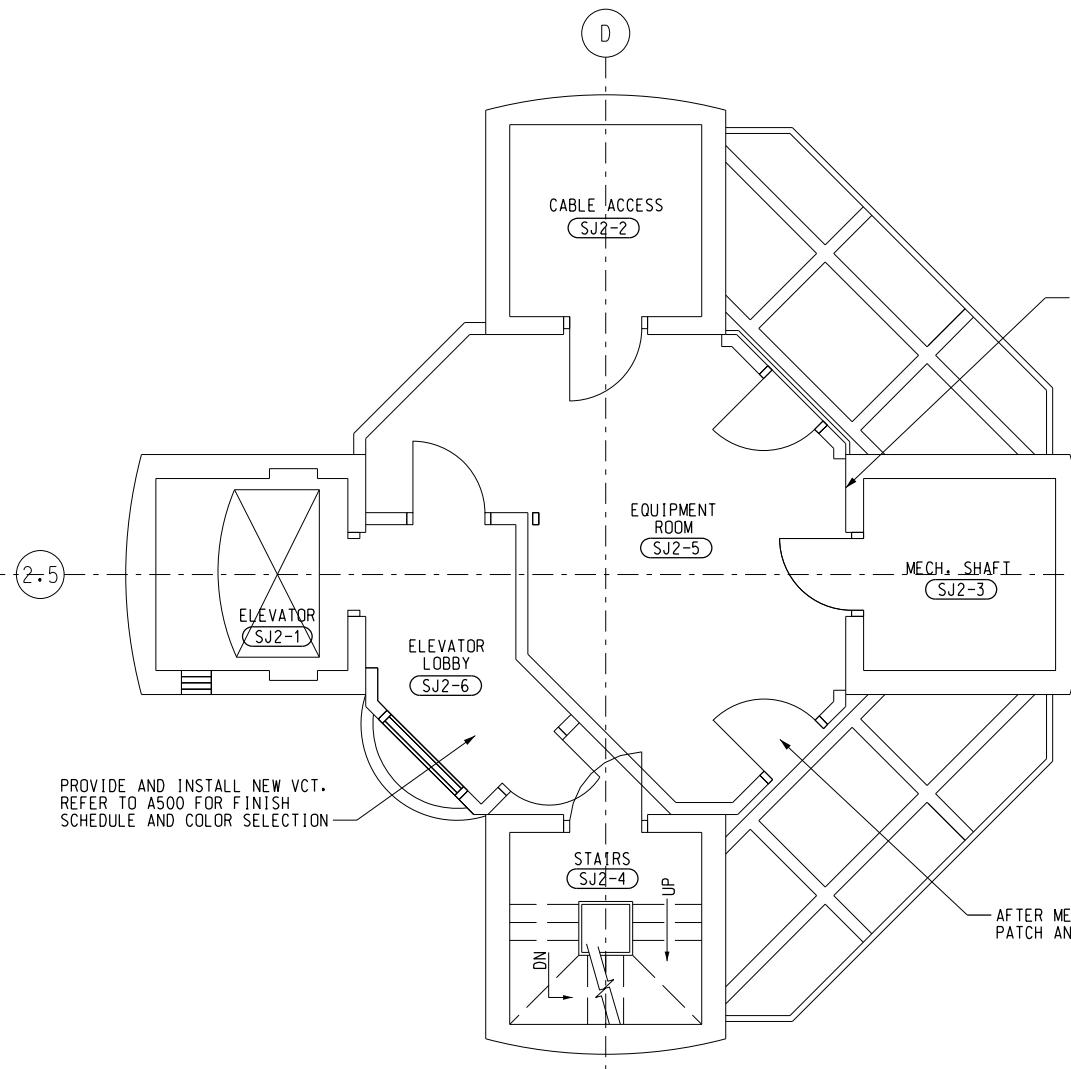 D
CABLE ACCESS
SJ2-2
EQUIPMENT
ROOM
SJ2-5
2.5
MECH. SHAFT
SJ2-3
ELEVATOR
SJ2-1
ELEVATOR
LOBBY
SJ2-6
PROVIDE AND INSTALL NEW VCT.
REFER TO A500 FOR FINISH
SCHEDULE AND COLOR SELECTION
STAIRS
SJ2-4
UP
DN
AFTER ME
PATCH AN